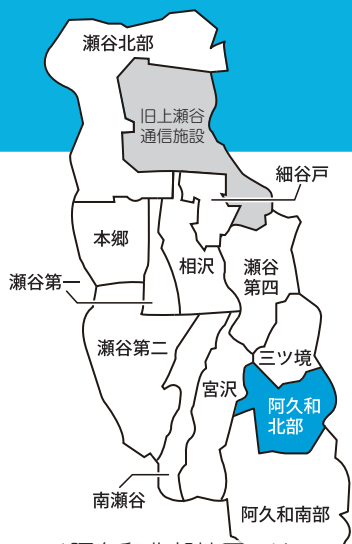 瀬谷北部
旧上瀬谷
通信施設
細谷戸
本郷
相沢
瀬谷
第四
瀬谷第一
瀬谷第二
三ツ境
宮沢
阿久和
北部
南瀬谷
阿久和南部